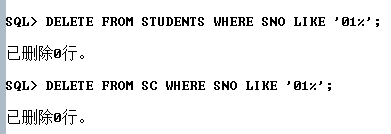 SQL> DELETE FROM STUDENTS WHERE SNO LIKE '01%';
已删除0行。
SQL> DELETE FROM SC WHERE SNO LIKE '01%';
已删除0行。